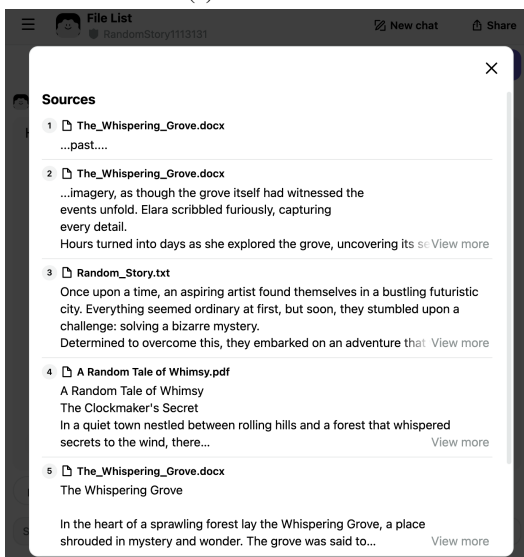 File List
RandomStory1113131
New chat
Share
Sources
1 The_Whispering_Grove.docx
...past....
2 The_Whispering_Grove.docx
...imagery, as though the grove itself had witnessed the
events unfold. Elara scribbled furiously, capturing
every detail.
Hours turned into days as she explored the grove, uncovering its View more
3 Random_Story.txt
Once upon a time, an aspiring artist found themselves in a bustling futuristic
city. Everything seemed ordinary at first, but soon, they stumbled upon a
challenge: solving a bizarre mystery.
Determined to overcome this, they embarked on an adventure that View more
4 A Random Tale of Whimsy.pdf
A Random Tale of Whimsy
The Clockmaker's Secret
In a quiet town nestled between rolling hills and a forest that whispered
secrets to the wind, there... View more
5 The_Whispering_Grove.docx
The Whispering Grove
In the heart of a sprawling forest lay the Whispering Grove, a place
shrouded in mystery and wonder. The grove was said to... View more